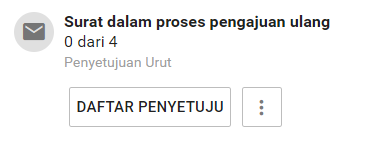 Surat dalam proses pengajuan ulang
0 dari 4
Penyetujuan Urut
DAFTAR PENYETUJU